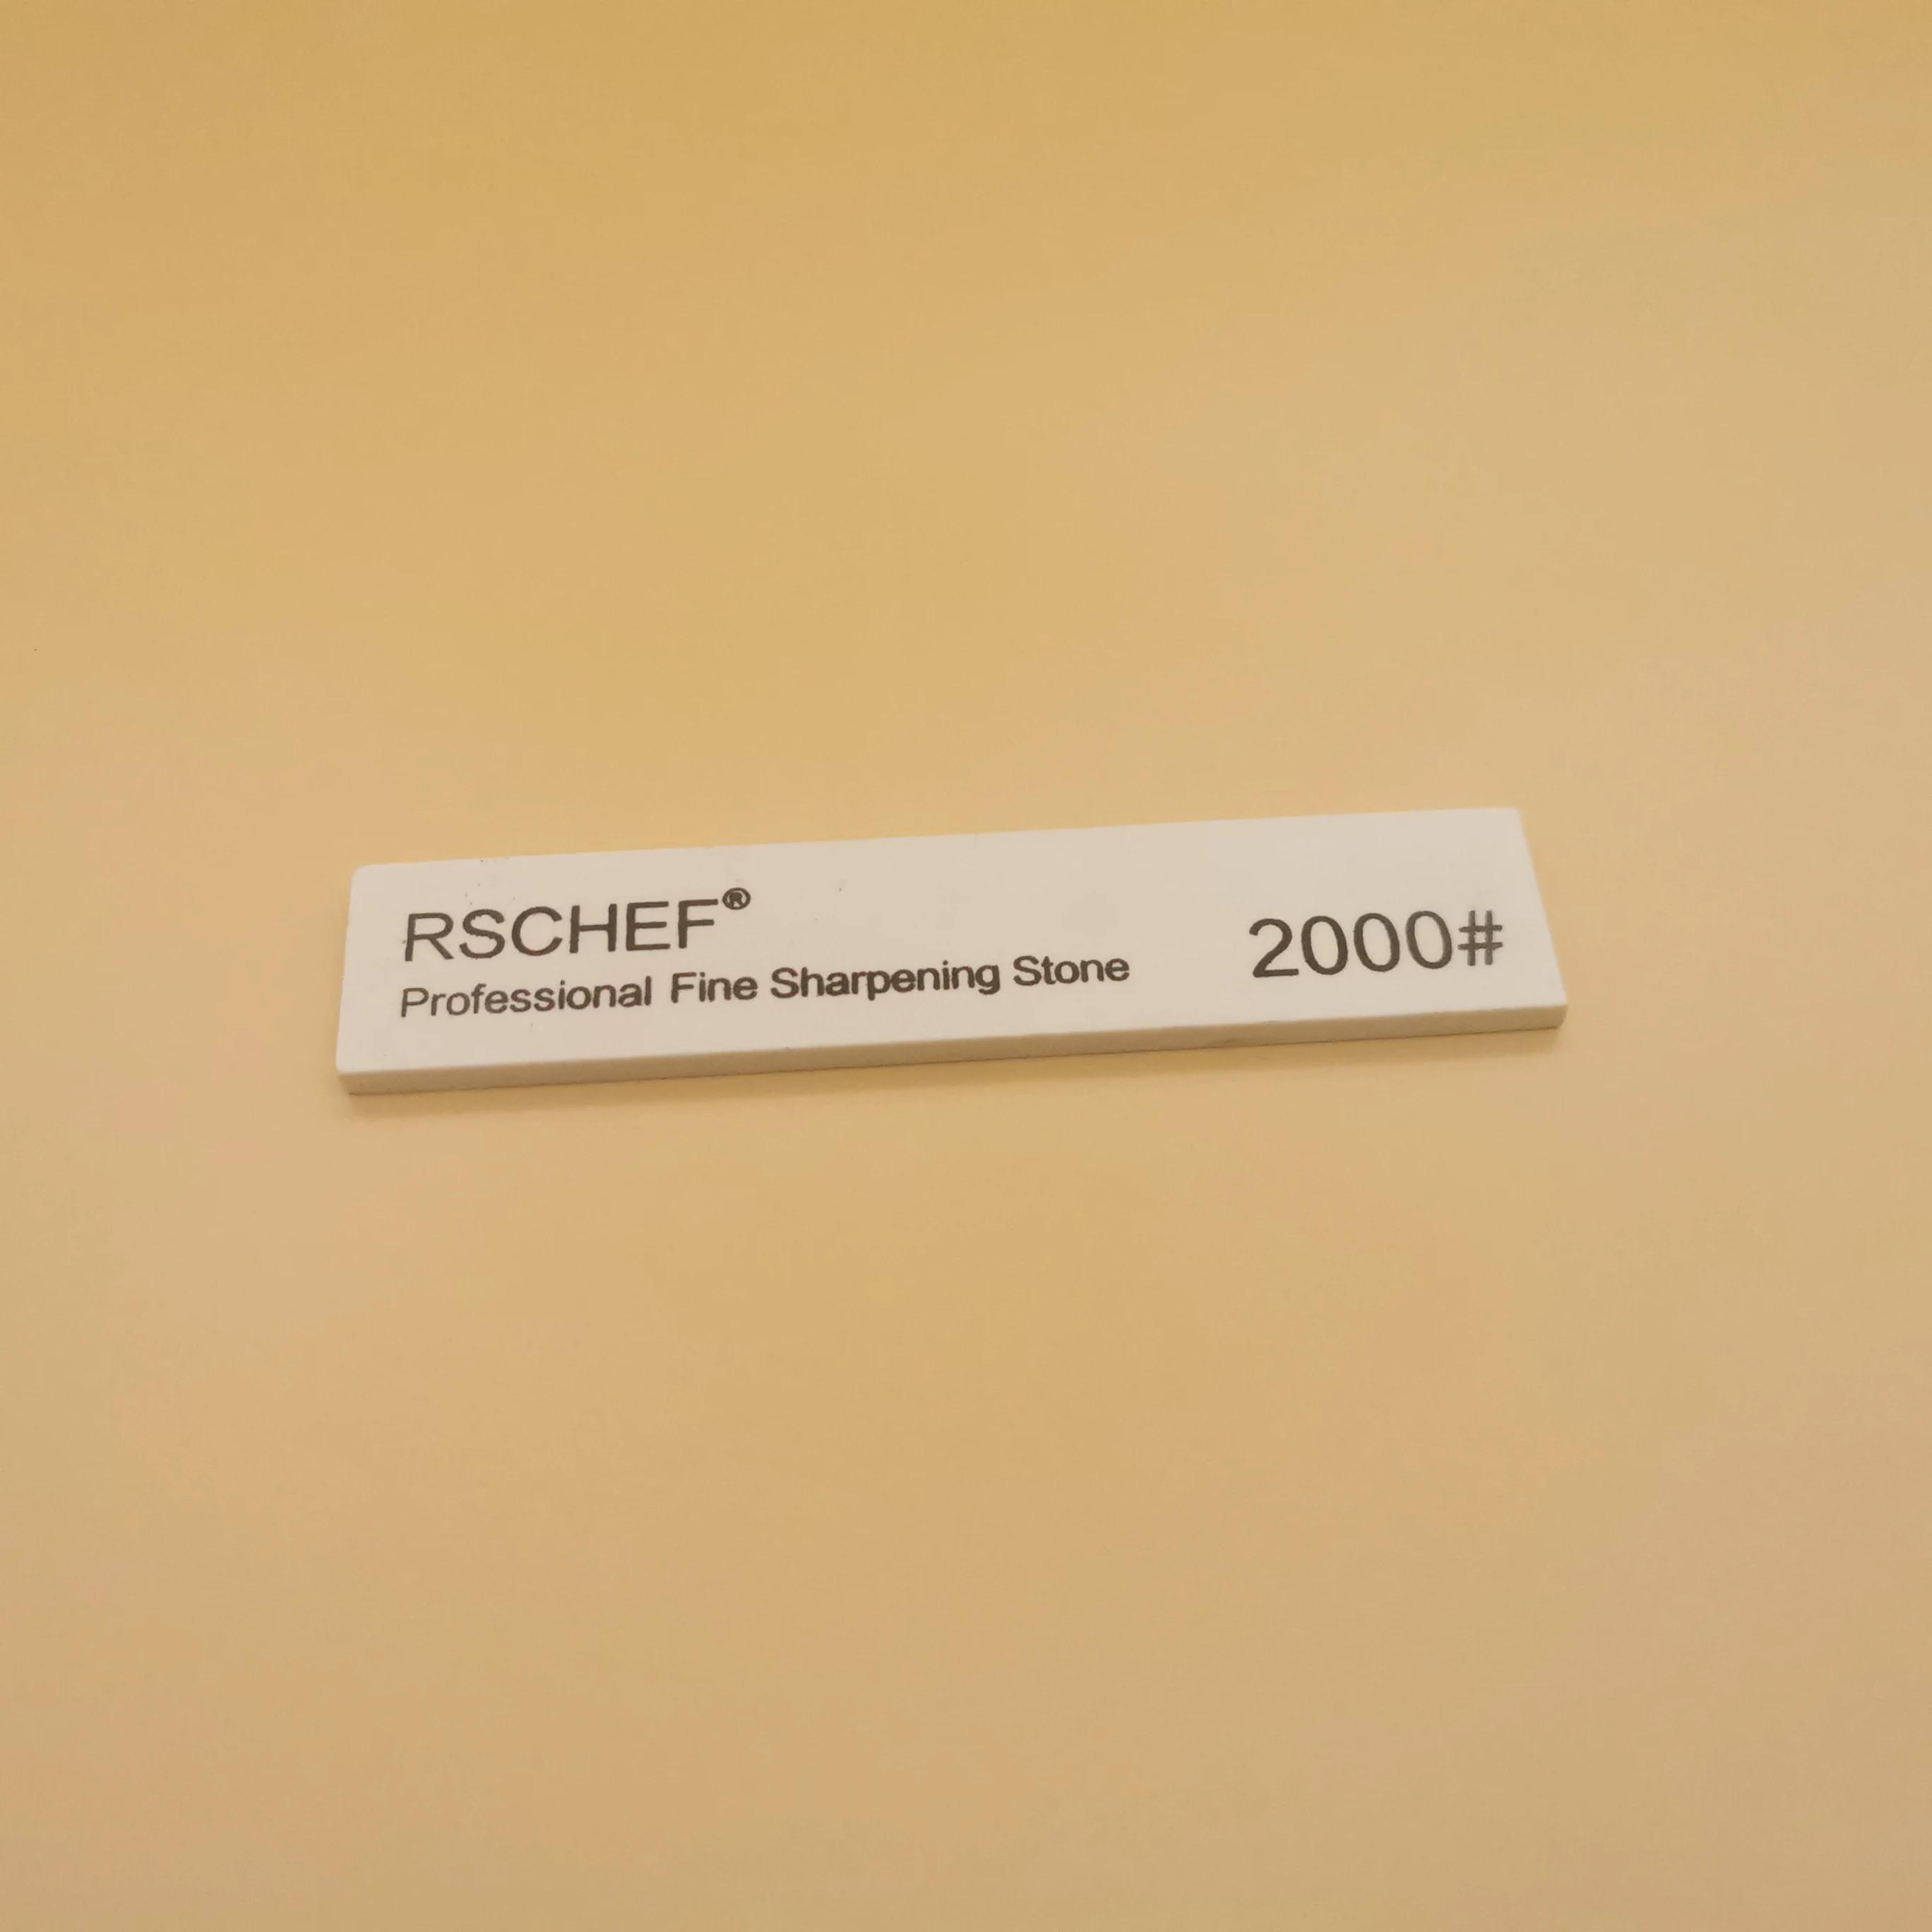 RSCHEF®
Professional Fine Sharpening Stone
2000#